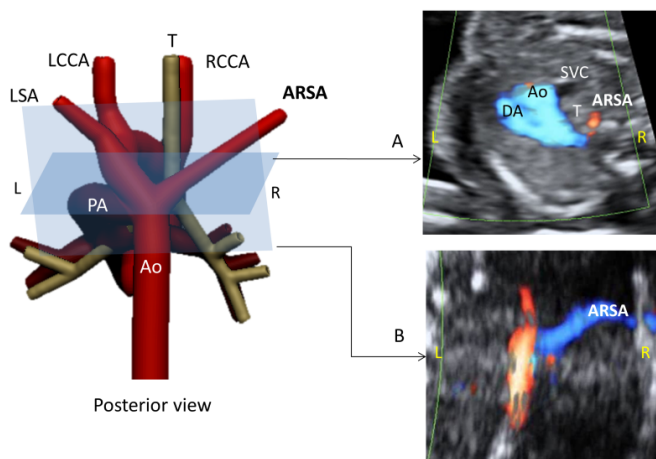 LCCA
T
RCCA
LSA
ARSA
L
R
PA
Ao
Posterior view
A
B
Ao
SVC
DA
T
ARSA
L
R
ARSA
L
R